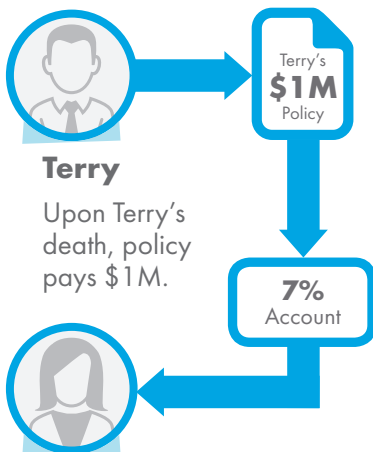 Terry's
$1M
Policy
Terry
Upon Terry's
death, policy
pays $1M.
7%
Account